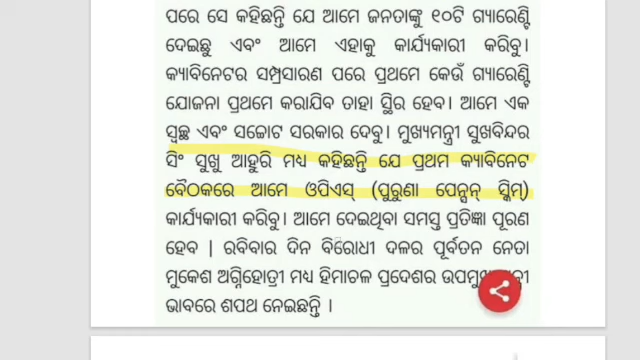 ପରେ ସେ କହିଛନ୍ତି ଯେ ଆମେ ଜନତାଙ୍କୁ ୧୦ଟି ଗ୍ୟାରେଣ୍ଟି
ଦେଇଛୁ ଏବଂ ଆମେ ଏହାକୁ କାର୍ଯ୍ୟକାରୀ କରିବୁ।
କ୍ୟାବିନେଟର ସମ୍ପ୍ରସାରଣ ପରେ ପ୍ରଥମେ କେଉଁ ଗ୍ୟାରେଣ୍ଟି
ଯୋଜନା ପ୍ରଥମେ କରାଯିବ ତାହା ସ୍ଥିର ହେବ। ଆମେ ଏକ
ସ୍ୱଚ୍ଛ ଏବଂ ସଚ୍ଚୋଟ ସରକାର ଦେବୁ। ମୁଖ୍ୟମନ୍ତ୍ରୀ ସୁଖବିନ୍ଦର
ସିଂ ସୁଖୁ ଆହୁରି ମଧ୍ୟ କହିଛନ୍ତି ଯେ ପ୍ରଥମ କ୍ୟାବିନେଟ
ବୈଠକରେ ଆମେ ଓପିଏସ୍ (ପୁରୁଣା ପେନ୍ସନ୍ ସ୍କିମ୍)
କାର୍ଯ୍ୟକାରୀ କରିବୁ। ଆମେ ଦେଇଥିବା ସମସ୍ତ ପ୍ରତିଜ୍ଞା ପୂରଣ
ହେବ | ରବିବାର ଦିନ ବିରୋଧୀ ଦଳର ପୂର୍ବତନ ନେତା
ମୁକେଶ ଅଗ୍ନିହୋତ୍ରୀ ମଧ୍ୟ ହିମାଚଳ ପ୍ରଦେଶର ଉପମୁଖ୍ୟମନ୍ତ୍ରୀ
ଭାବରେ ଶପଥ ନେଇଛନ୍ତି ।